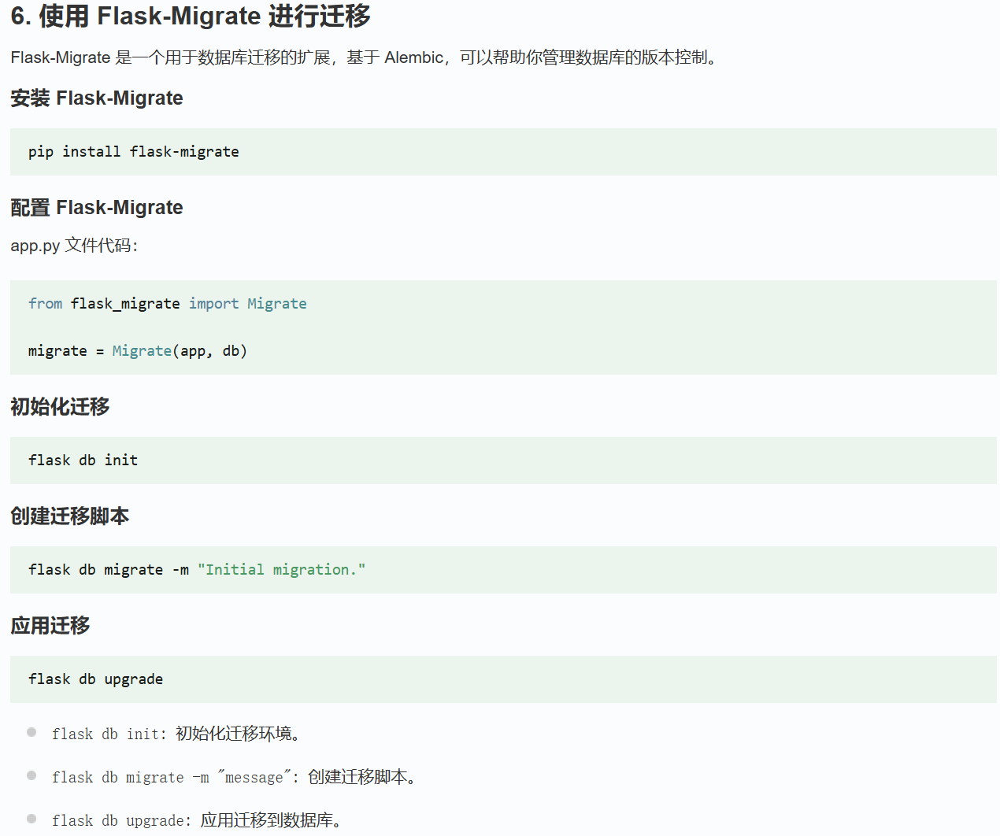 6. 使用 Flask-Migrate 进行迁移
Flask-Migrate 是一个用于数据库迁移的扩展，基于 Alembic，可以帮助你管理数据库的版本控制。
安装 Flask-Migrate
pip install flask-migrate
配置 Flask-Migrate
app.py 文件代码：
from flask_migrate import Migrate
migrate = Migrate(app, db)
初始化迁移
flask db init
创建迁移脚本
flask db migrate -m "Initial migration."
应用迁移
flask db upgrade
flask db init: 初始化迁移环境。
flask db migrate -m "message": 创建迁移脚本。
flask db upgrade: 应用迁移到数据库。